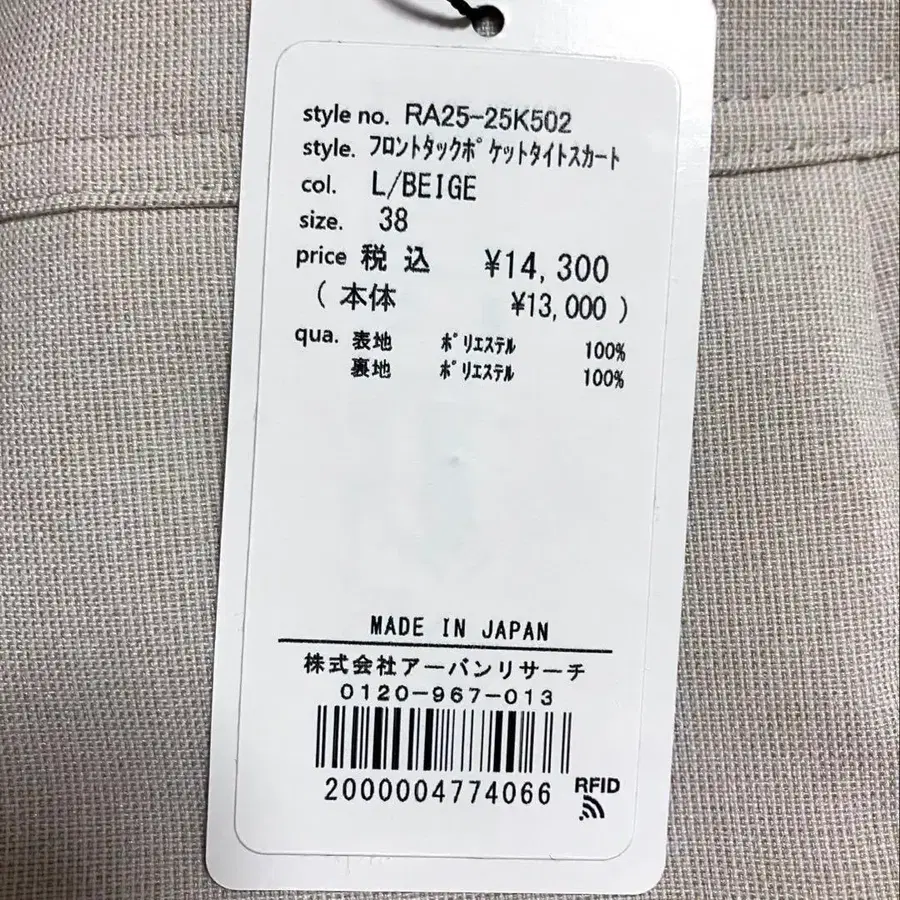 style no. RA25-25K502
style. ﾌﾛﾝﾄﾀｯｸﾎﾟｹｯﾄﾀｲﾄｽｶｰﾄ
col. L/BEIGE
size. 38
price 税 込 ¥14,300
( 本体 ¥13,000 )
qua. 表地 ﾎﾟﾘｴｽﾃﾙ 100%
裏地 ﾎﾟﾘｴｽﾃﾙ 100%
MADE IN JAPAN
株式会社アーバンリサーチ
0120-967-013
2000004774066
RFID